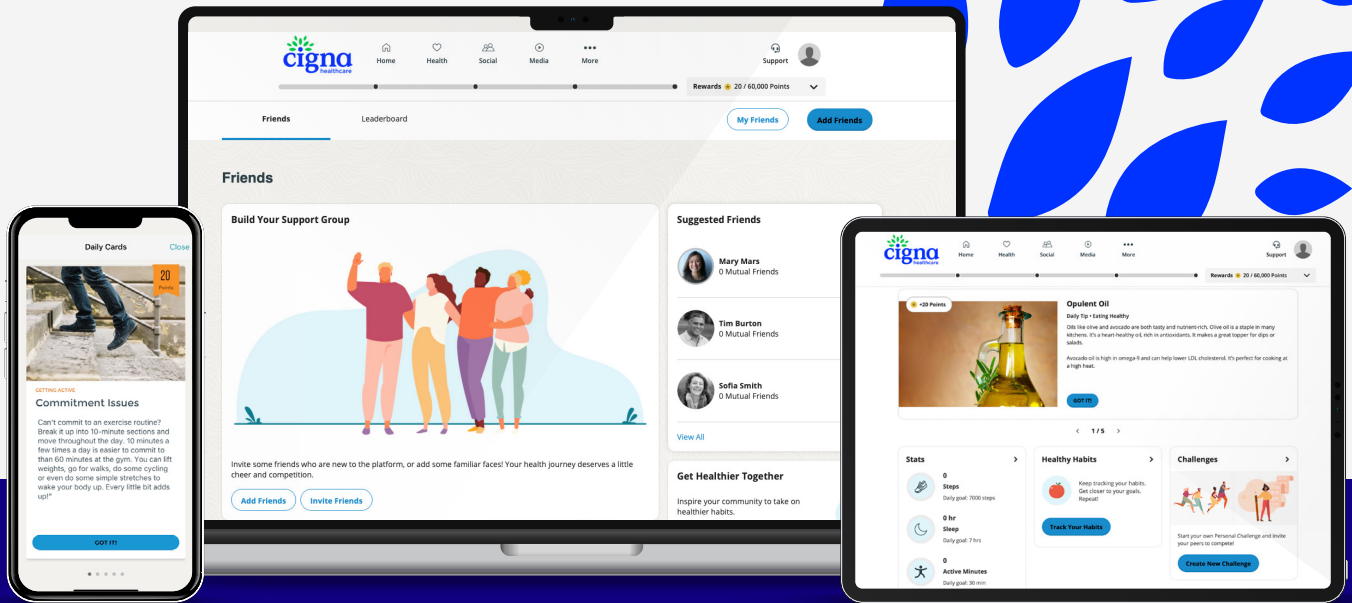 cigna
healthcare
Home
Health
Social
Media
More
Support
Rewards 20 / 60,000 Points
Friends
Leaderboard
My Friends
Add Friends
Friends
Build Your Support Group
Invite some friends who are new to the platform, or add some familiar faces! Your health journey deserves a little
cheer and competition.
Add Friends
Invite Friends
Suggested Friends
Mary Mars
0 Mutual Friends
Tim Burton
0 Mutual Friends
Sofia Smith
0 Mutual Friends
View All
Get Healthier Together
Inspire your community to take on
healthier habits.
Daily Cards
Close
20
Points
GETTING ACTIVE
Commitment Issues
Can't commit to an exercise routine?
Break it up into 10-minute sections and
move throughout the day. 10 minutes a
few times a day is easier to commit to
than 60 minutes at the gym. You can lift
weights, go for walks, do some cycling
or even do some simple stretches to
wake your body up. Every little bit adds
up!"
GOT IT!
cigna
healthcare
Home
Health
Social
Media
More
Support
Rewards 20 / 60,000 Points
+20 Points
Opulent Oil
Daily Tip • Eating Healthy
Oils like olive and avocado are both tasty and nutrient-rich. Olive oil is a staple in many
kitchens. It's a heart-healthy oil, rich in antioxidants. It makes a great topper for dips or
salads.
Avocado oil is high in omega-9 and can help lower LDL cholesterol. It's perfect for cooking at
a high heat.
GOT IT!
< 1 / 5 >
Stats >
0
Steps
Daily goal: 7000 steps
0 hr
Sleep
Daily goal: 7 hrs
0
Active Minutes
Daily goal: 30 min
Healthy Habits >
Keep tracking your habits.
Get closer to your goals.
Repeat!
Track Your Habits
Challenges >
Start your own Personal Challenge and invite
your peers to compete!
Create New Challenge